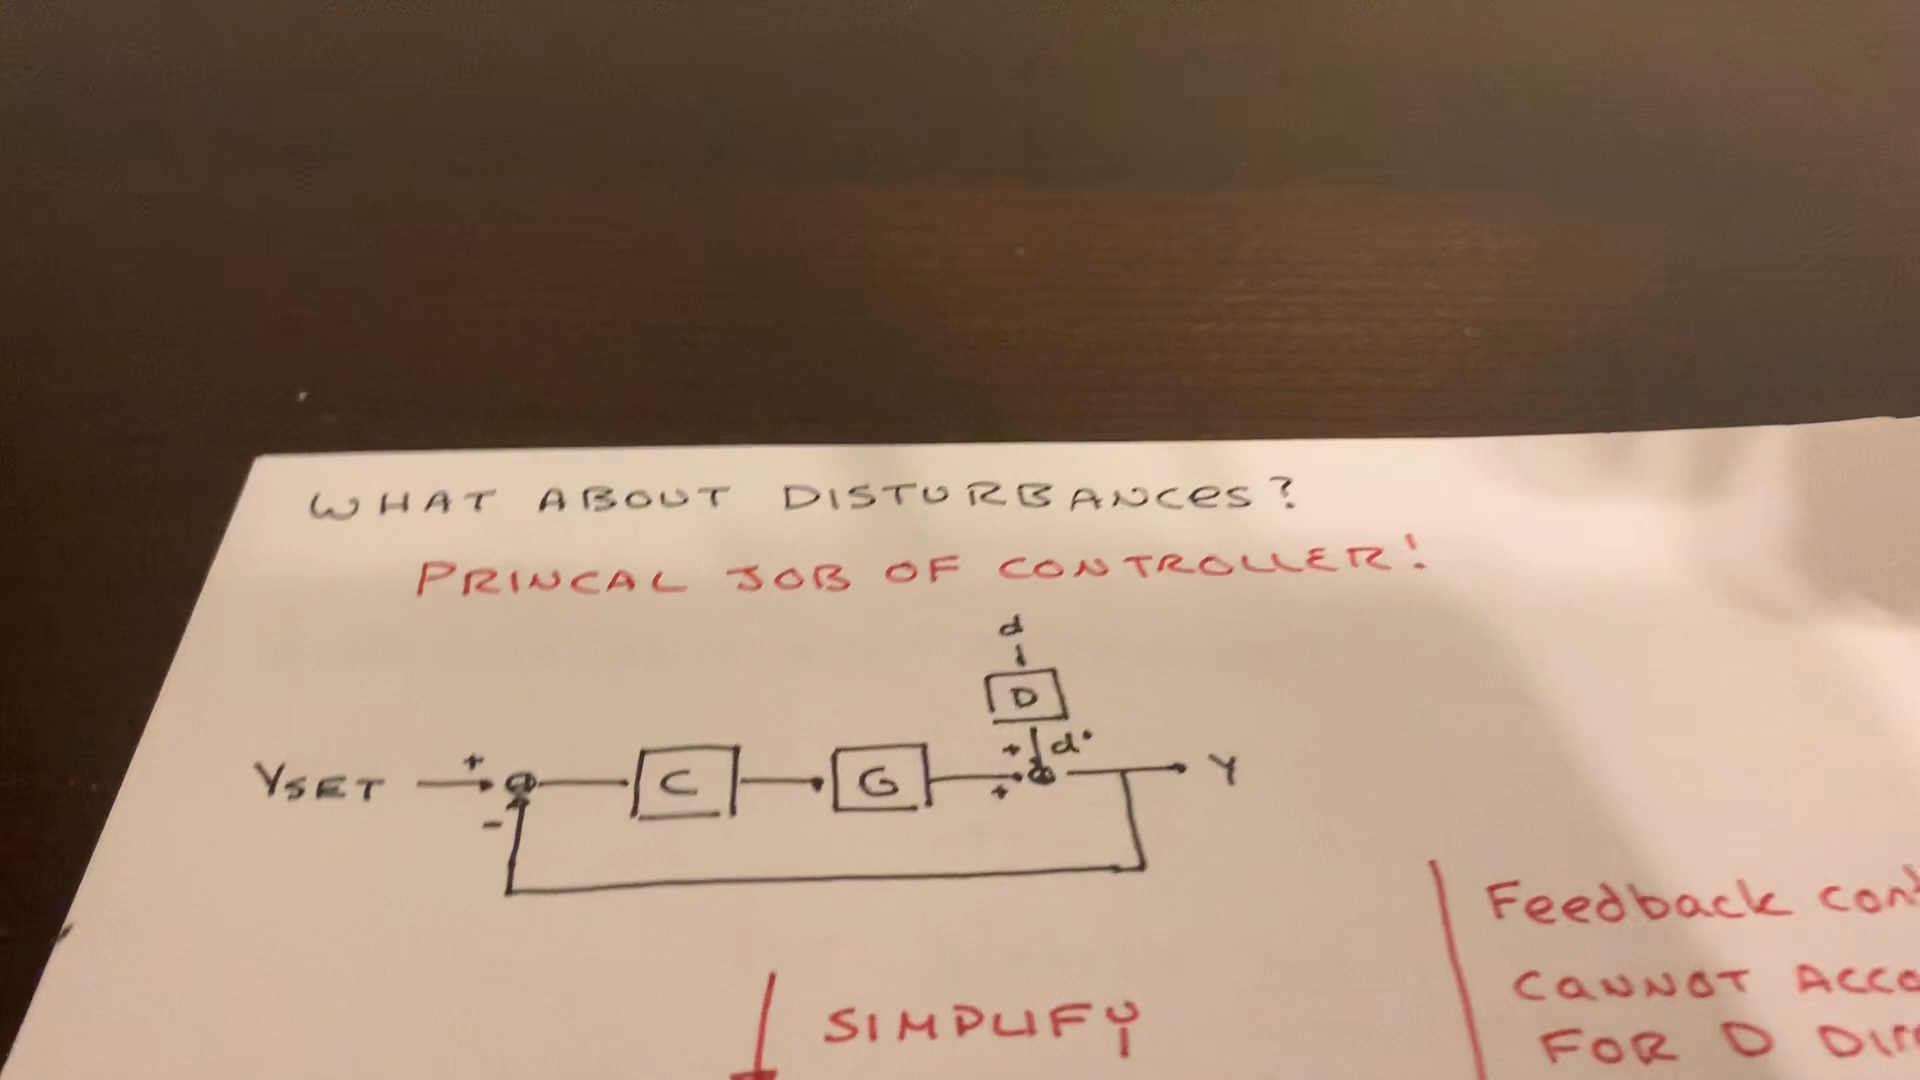 WHAT ABOUT DISTURBANCes?
PRINCAL JOB OF CONTROLLER!
d
D
+ d•
YSET + C G + Y
-
Feedback
CANNOT
FOR D
SIMPLIFY